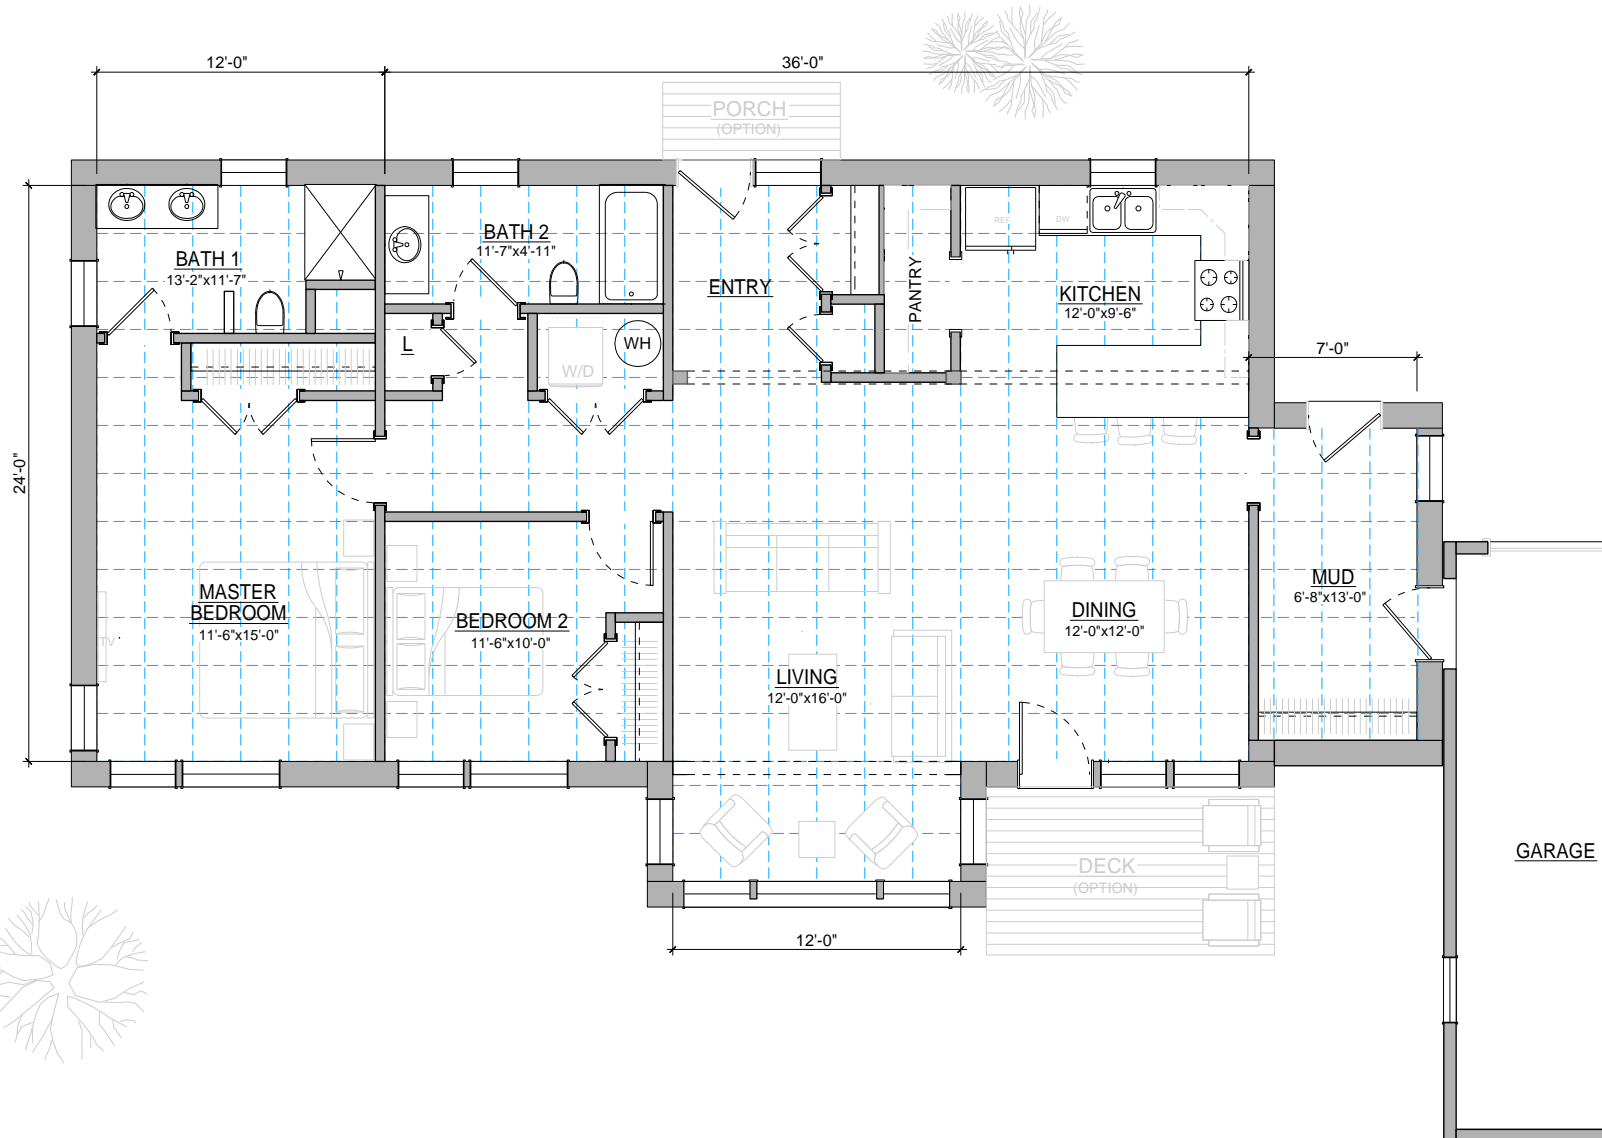 12'-0"
36'-0"
PORCH
(OPTION)
BATH 1
13'-2"x11'-7"
BATH 2
11'-7"x4'-11"
ENTRY
PANTRY
REF
DW
KITCHEN
12'-0"x9'-6"
L
W/D
WH
7'-0"
24'-0"
MASTER
BEDROOM
11'-6"x15'-0"
TV
BEDROOM 2
11'-6"x10'-0"
LIVING
12'-0"x16'-0"
DINING
12'-0"x12'-0"
MUD
6'-8"x13'-0"
DECK
(OPTION)
GARAGE
12'-0"